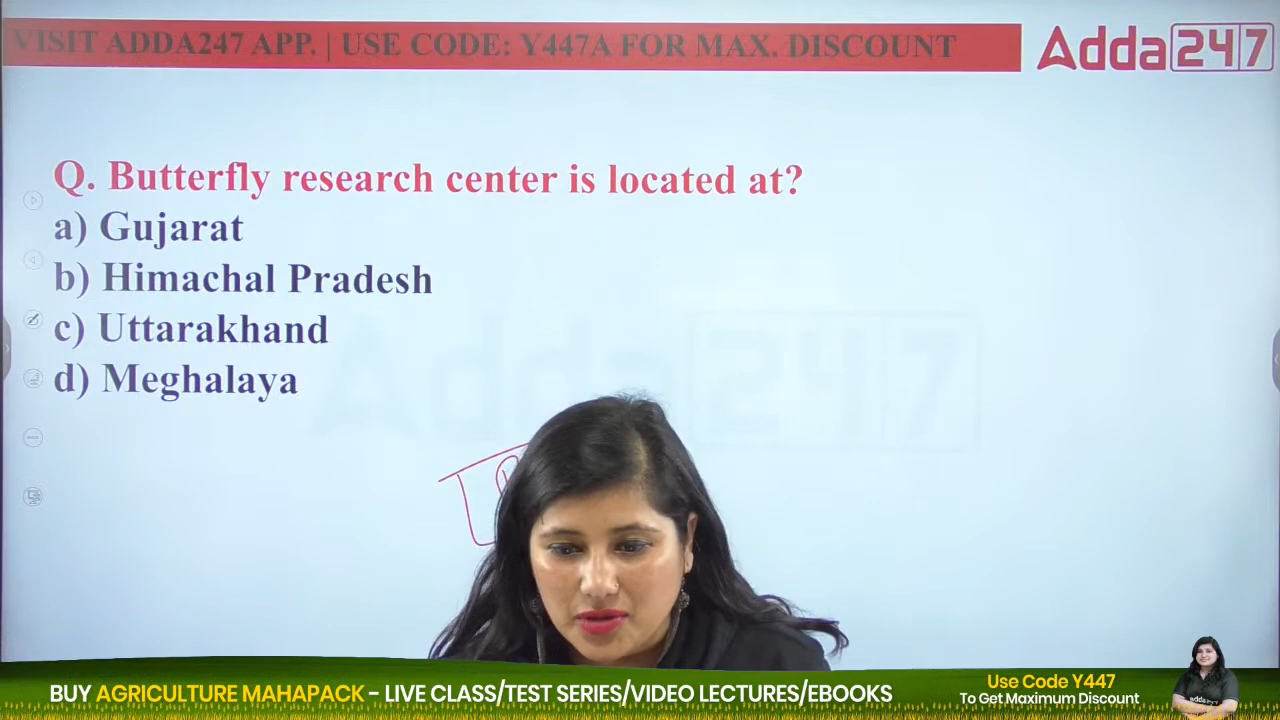 VISIT ADDA247 APP. | USE CODE: Y447A FOR MAX. DISCOUNT
Adda247
Q. Butterfly research center is located at?
a) Gujarat
b) Himachal Pradesh
c) Uttarakhand
d) Meghalaya
Adda247
BUY AGRICULTURE MAHAPACK - LIVE CLASS/TEST SERIES/VIDEO LECTURES/EBOOKS
Use Code Y447
To Get Maximum Discount